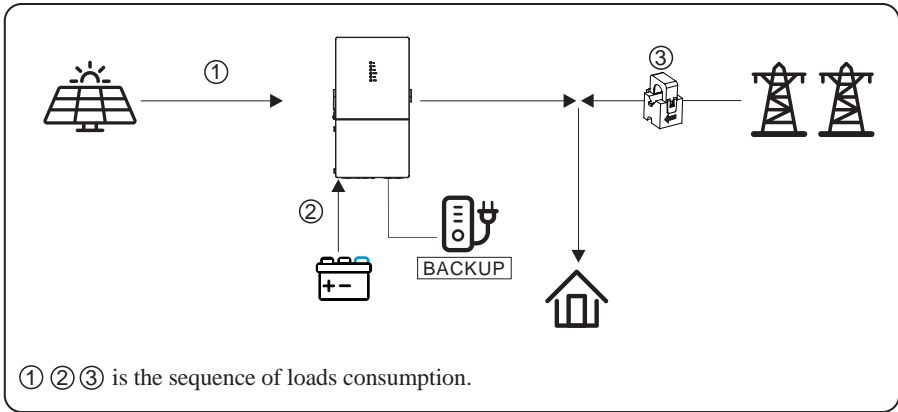 ①
③
②
+ −
BACKUP
① ② ③ is the sequence of loads consumption.